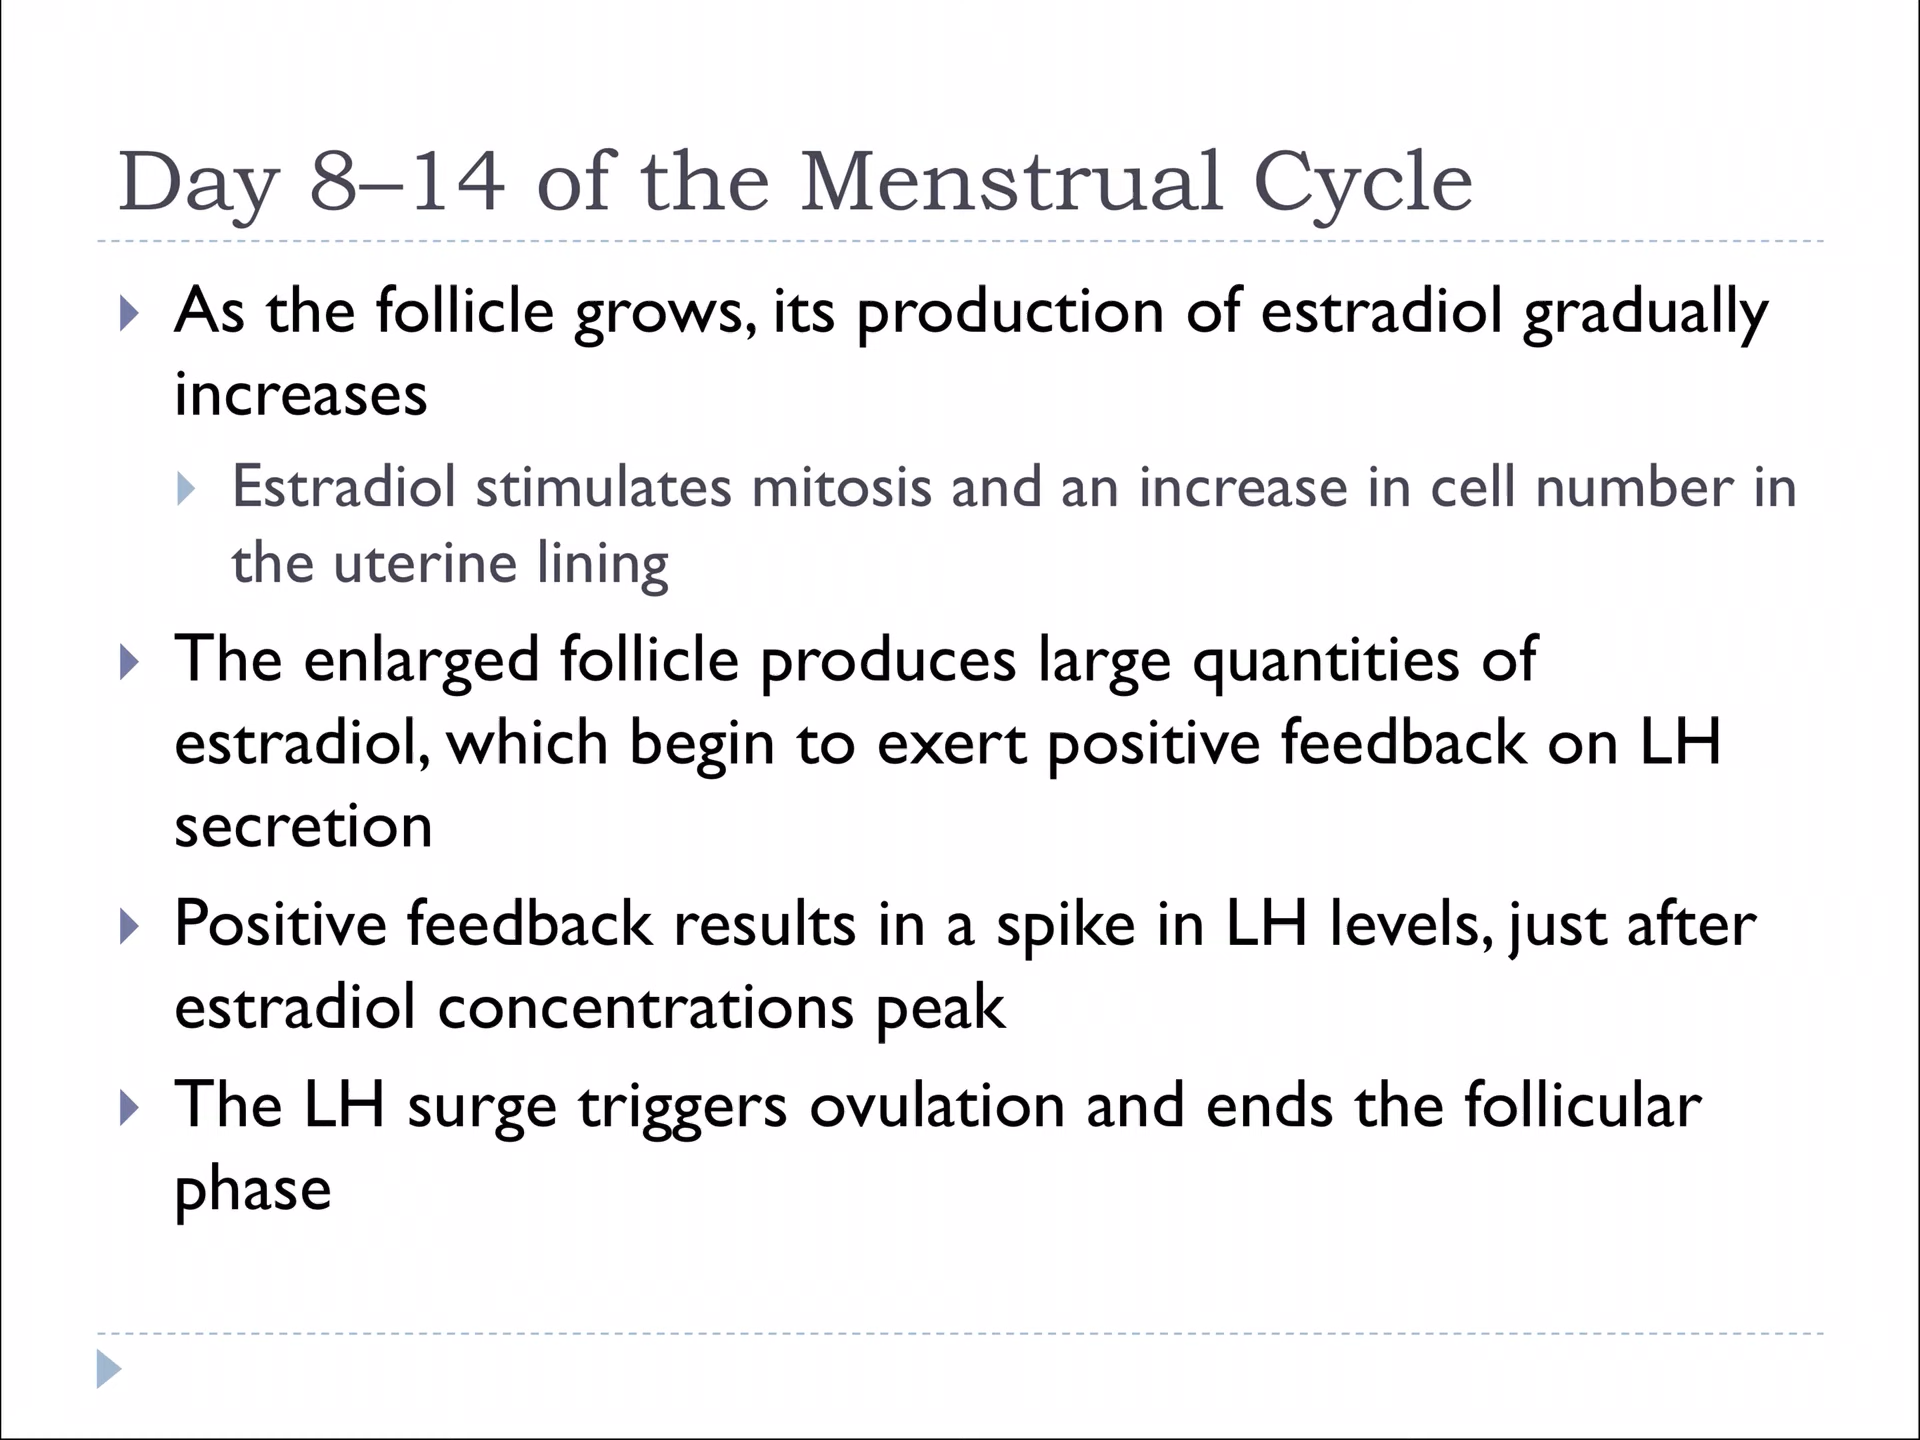 Day 8–14 of the Menstrual Cycle
As the follicle grows, its production of estradiol gradually
increases
Estradiol stimulates mitosis and an increase in cell number in
the uterine lining
The enlarged follicle produces large quantities of
estradiol, which begin to exert positive feedback on LH
secretion
Positive feedback results in a spike in LH levels, just after
estradiol concentrations peak
The LH surge triggers ovulation and ends the follicular
phase